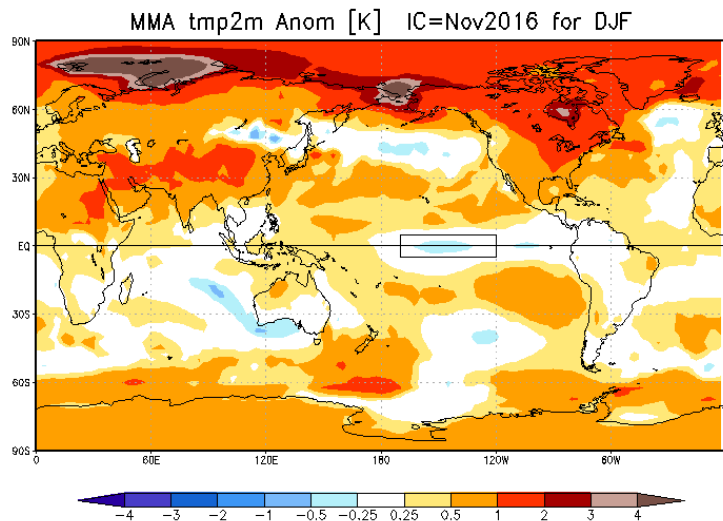 MMA tmp2m Anom [K] IC=Nov2016 for DJF
90N
60N
30N
EQ
30S
60S
90S
0 60E 120E 180 120W 60W
-4 -3 -2 -1 -0.5 -0.25 0.25 0.5 1 2 3 4